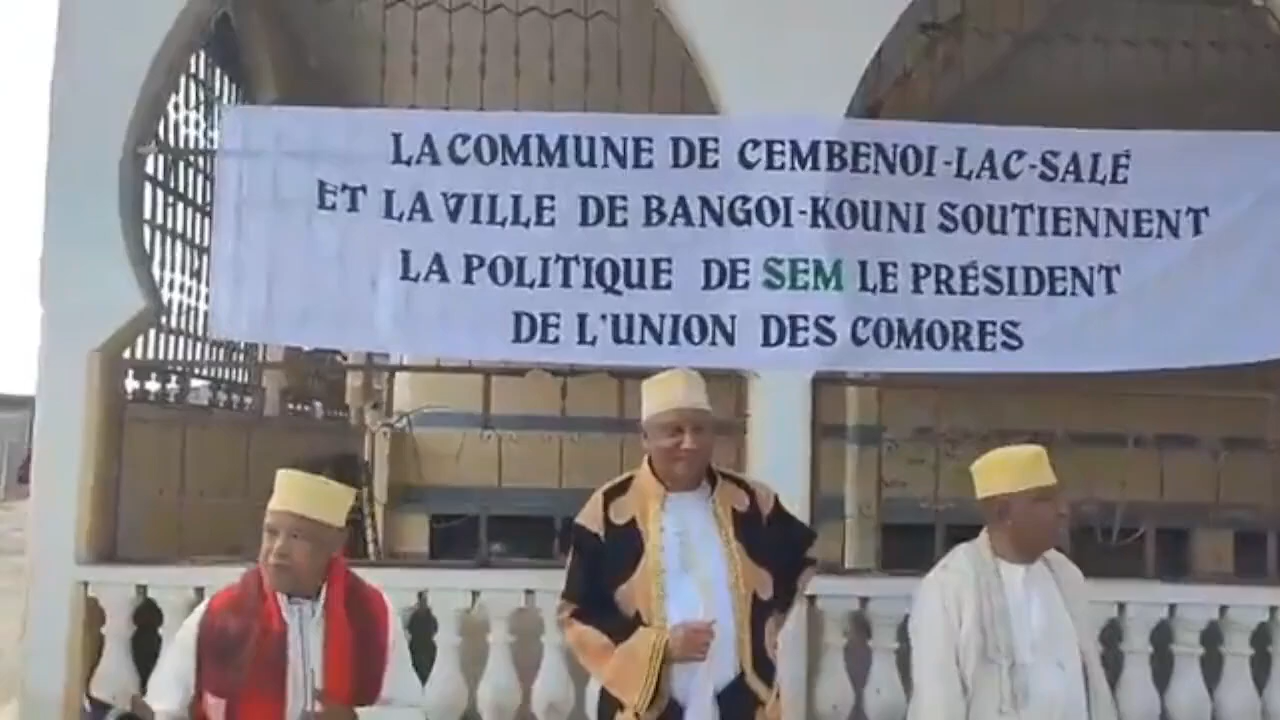 LA COMMUNE DE CEMBENOI-LAC-SALÉ
ET LA VILLE DE BANGOI-KOUNI SOUTIENNENT
LA POLITIQUE DE SEM LE PRÉSIDENT
DE L'UNION DES COMORES